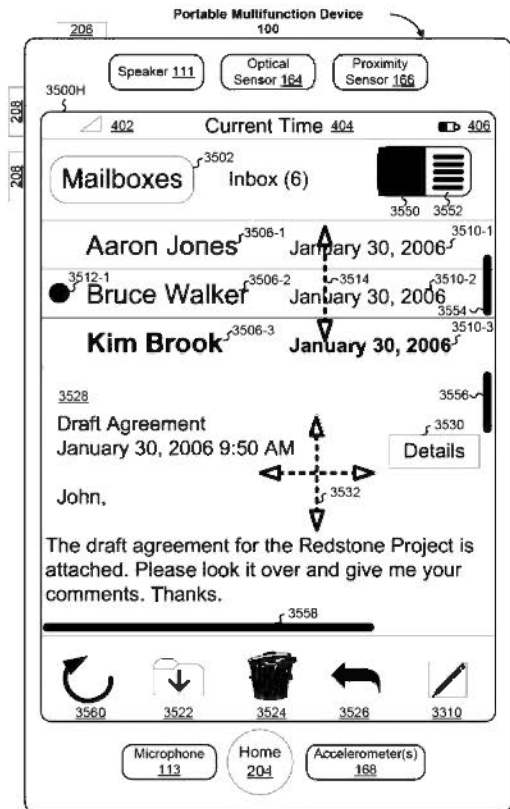 Portable Multifunction Device
206
100
Speaker 111
Optical
Sensor 164
Proximity
Sensor 166
3500H
208
402
Current Time 404
406
208
Mailboxes
3502
Inbox (6)
3550
3552
Aaron Jones
3506-1
January 30, 2006
3510-1
3512-1
Bruce Walker
3506-2
3514
January 30, 2006
3510-2
3554
Kim Brook
3506-3
January 30, 2006
3510-3
3528
3556
Draft Agreement
3530
January 30, 2006 9:50 AM
Details
3532
John,
The draft agreement for the Redstone Project is
attached. Please look it over and give me your
comments. Thanks.
3558
3560
3522
3524
3526
3310
Microphone
113
Home
204
Accelerometer(s)
168